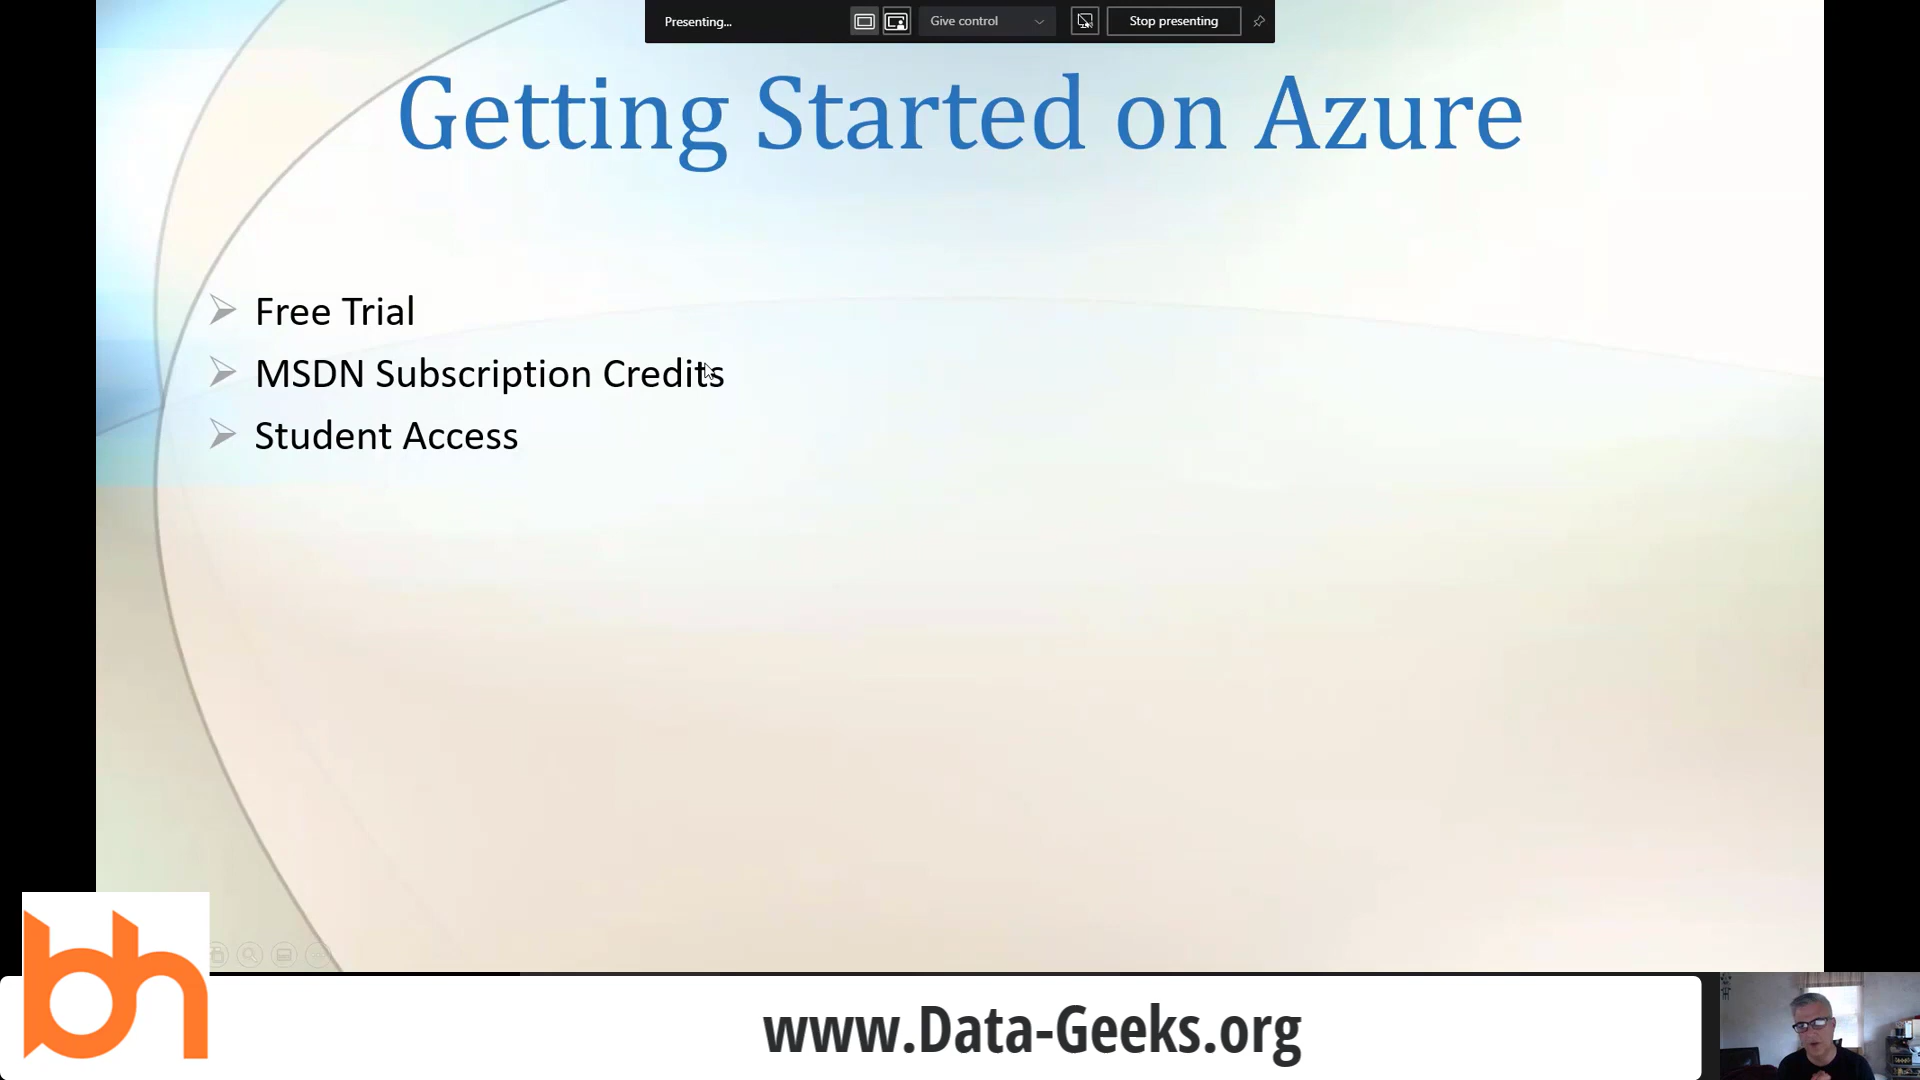 Presenting...
Give control
Stop presenting
Getting Started on Azure
Free Trial
MSDN Subscription Credits
Student Access
bh
www.Data-Geeks.org